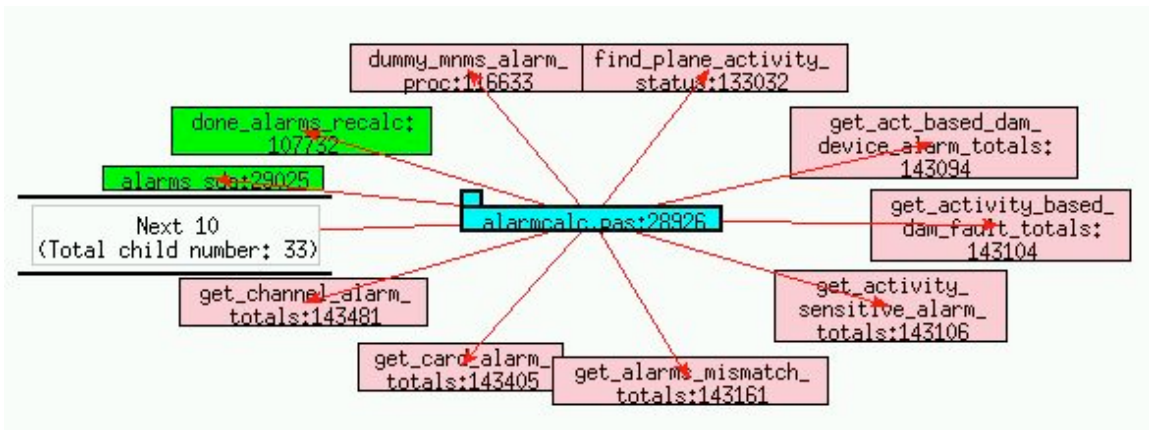 dummy_mnms_alarm_
proc:116633
find_plane_activity_
status:133032
done_alarms_recalc:
107732
get_act_based_dam_
device_alarm_totals:
143094
alarms_sda:29025
Next 10
(Total child number: 33)
alarmcalc.pas:28926
get_activity_based_
dam_fault_totals:
143104
get_channel_alarm_
totals:143481
get_activity_
sensitive_alarm_
totals:143106
get_card_alarm_
totals:143405
get_alarms_mismatch_
totals:143161